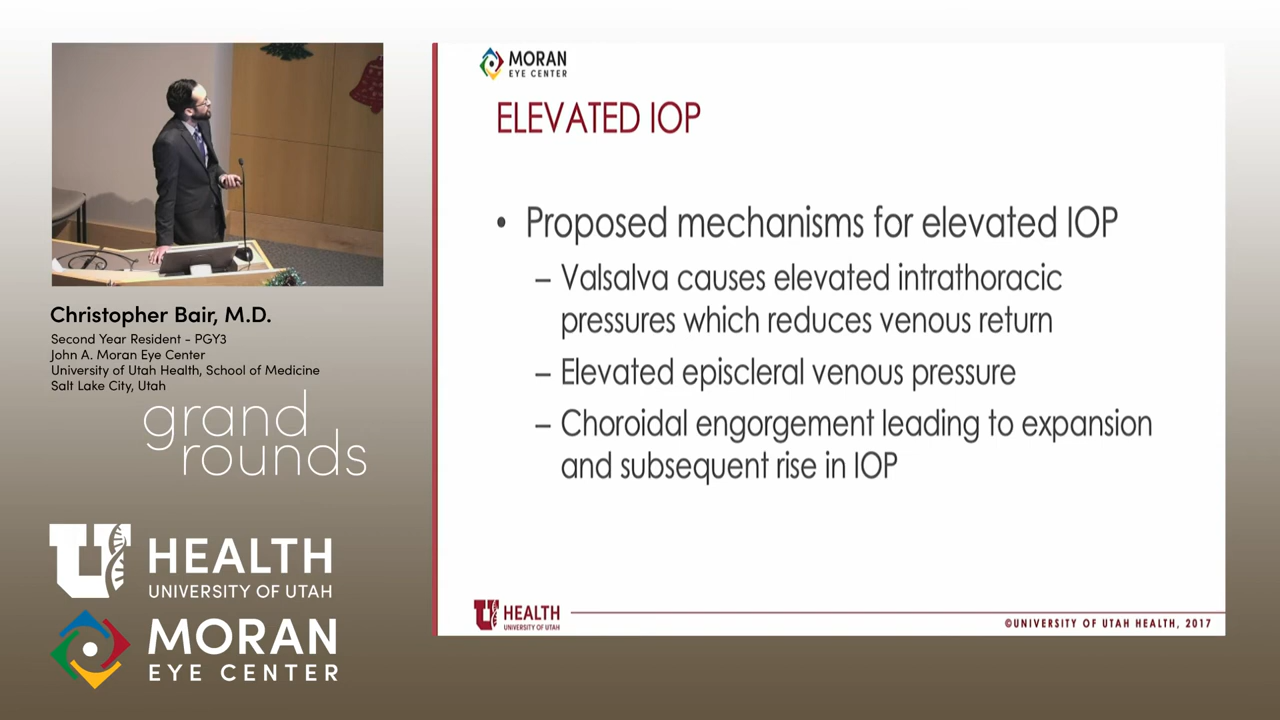 Christopher Bair, M.D.
Second Year Resident - PGY3
John A. Moran Eye Center
University of Utah Health, School of Medicine
Salt Lake City, Utah
grand
rounds
U HEALTH
UNIVERSITY OF UTAH
MORAN
EYE CENTER
MORAN
EYE CENTER
ELEVATED IOP
• Proposed mechanisms for elevated IOP
– Valsalva causes elevated intrathoracic
pressures which reduces venous return
– Elevated episcleral venous pressure
– Choroidal engorgement leading to expansion
and subsequent rise in IOP
U HEALTH
UNIVERSITY OF UTAH
©UNIVERSITY OF UTAH HEALTH, 2017